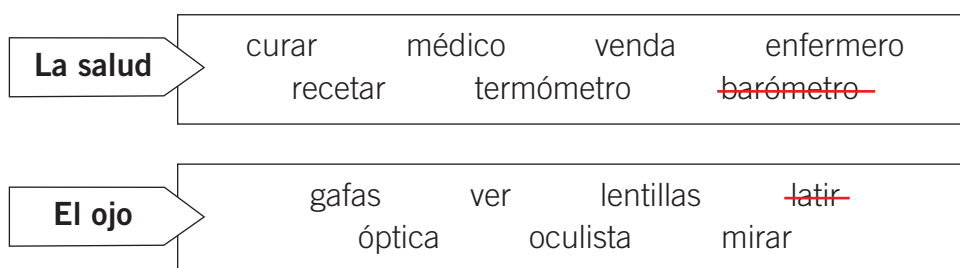 La salud
curar médico venda enfermero
recetar termómetro barómetro
El ojo
gafas ver lentillas latir
óptica oculista mirar